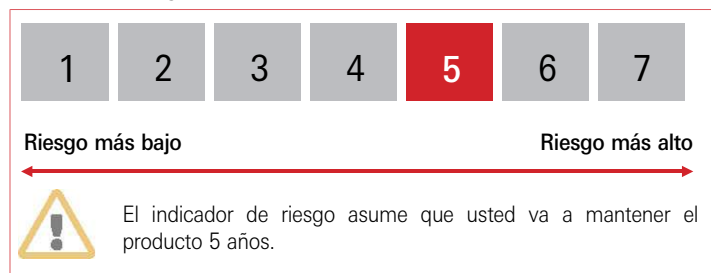 1 2 3 4 5 6 7
Riesgo más bajo Riesgo más alto
El indicador de riesgo asume que usted va a mantener el
producto 5 años.